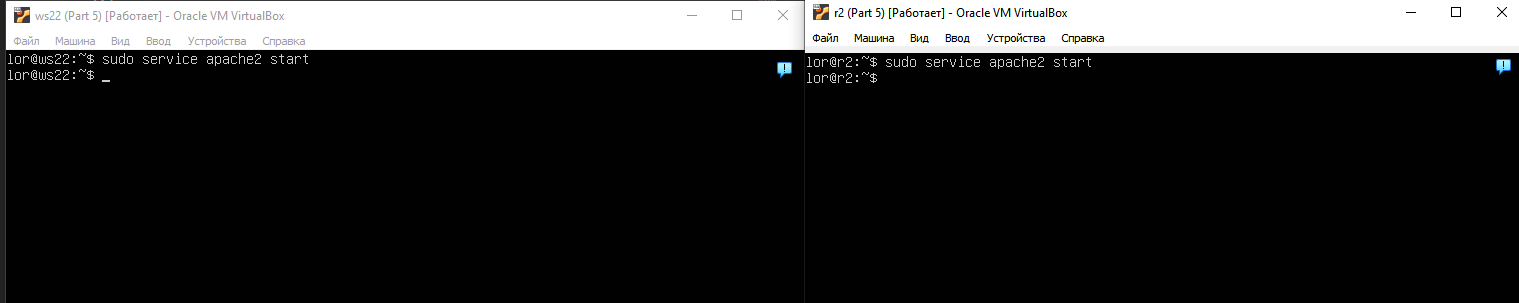 ws22 (Part 5) [Работает] - Oracle VM VirtualBox
Файл Машина Вид Ввод Устройства Справка
lor@ws22:~$ sudo service apache2 start
lor@ws22:~$ _
r2 (Part 5) [Работает] - Oracle VM VirtualBox
Файл Машина Вид Ввод Устройства Справка
lor@r2:~$ sudo service apache2 start
lor@r2:~$